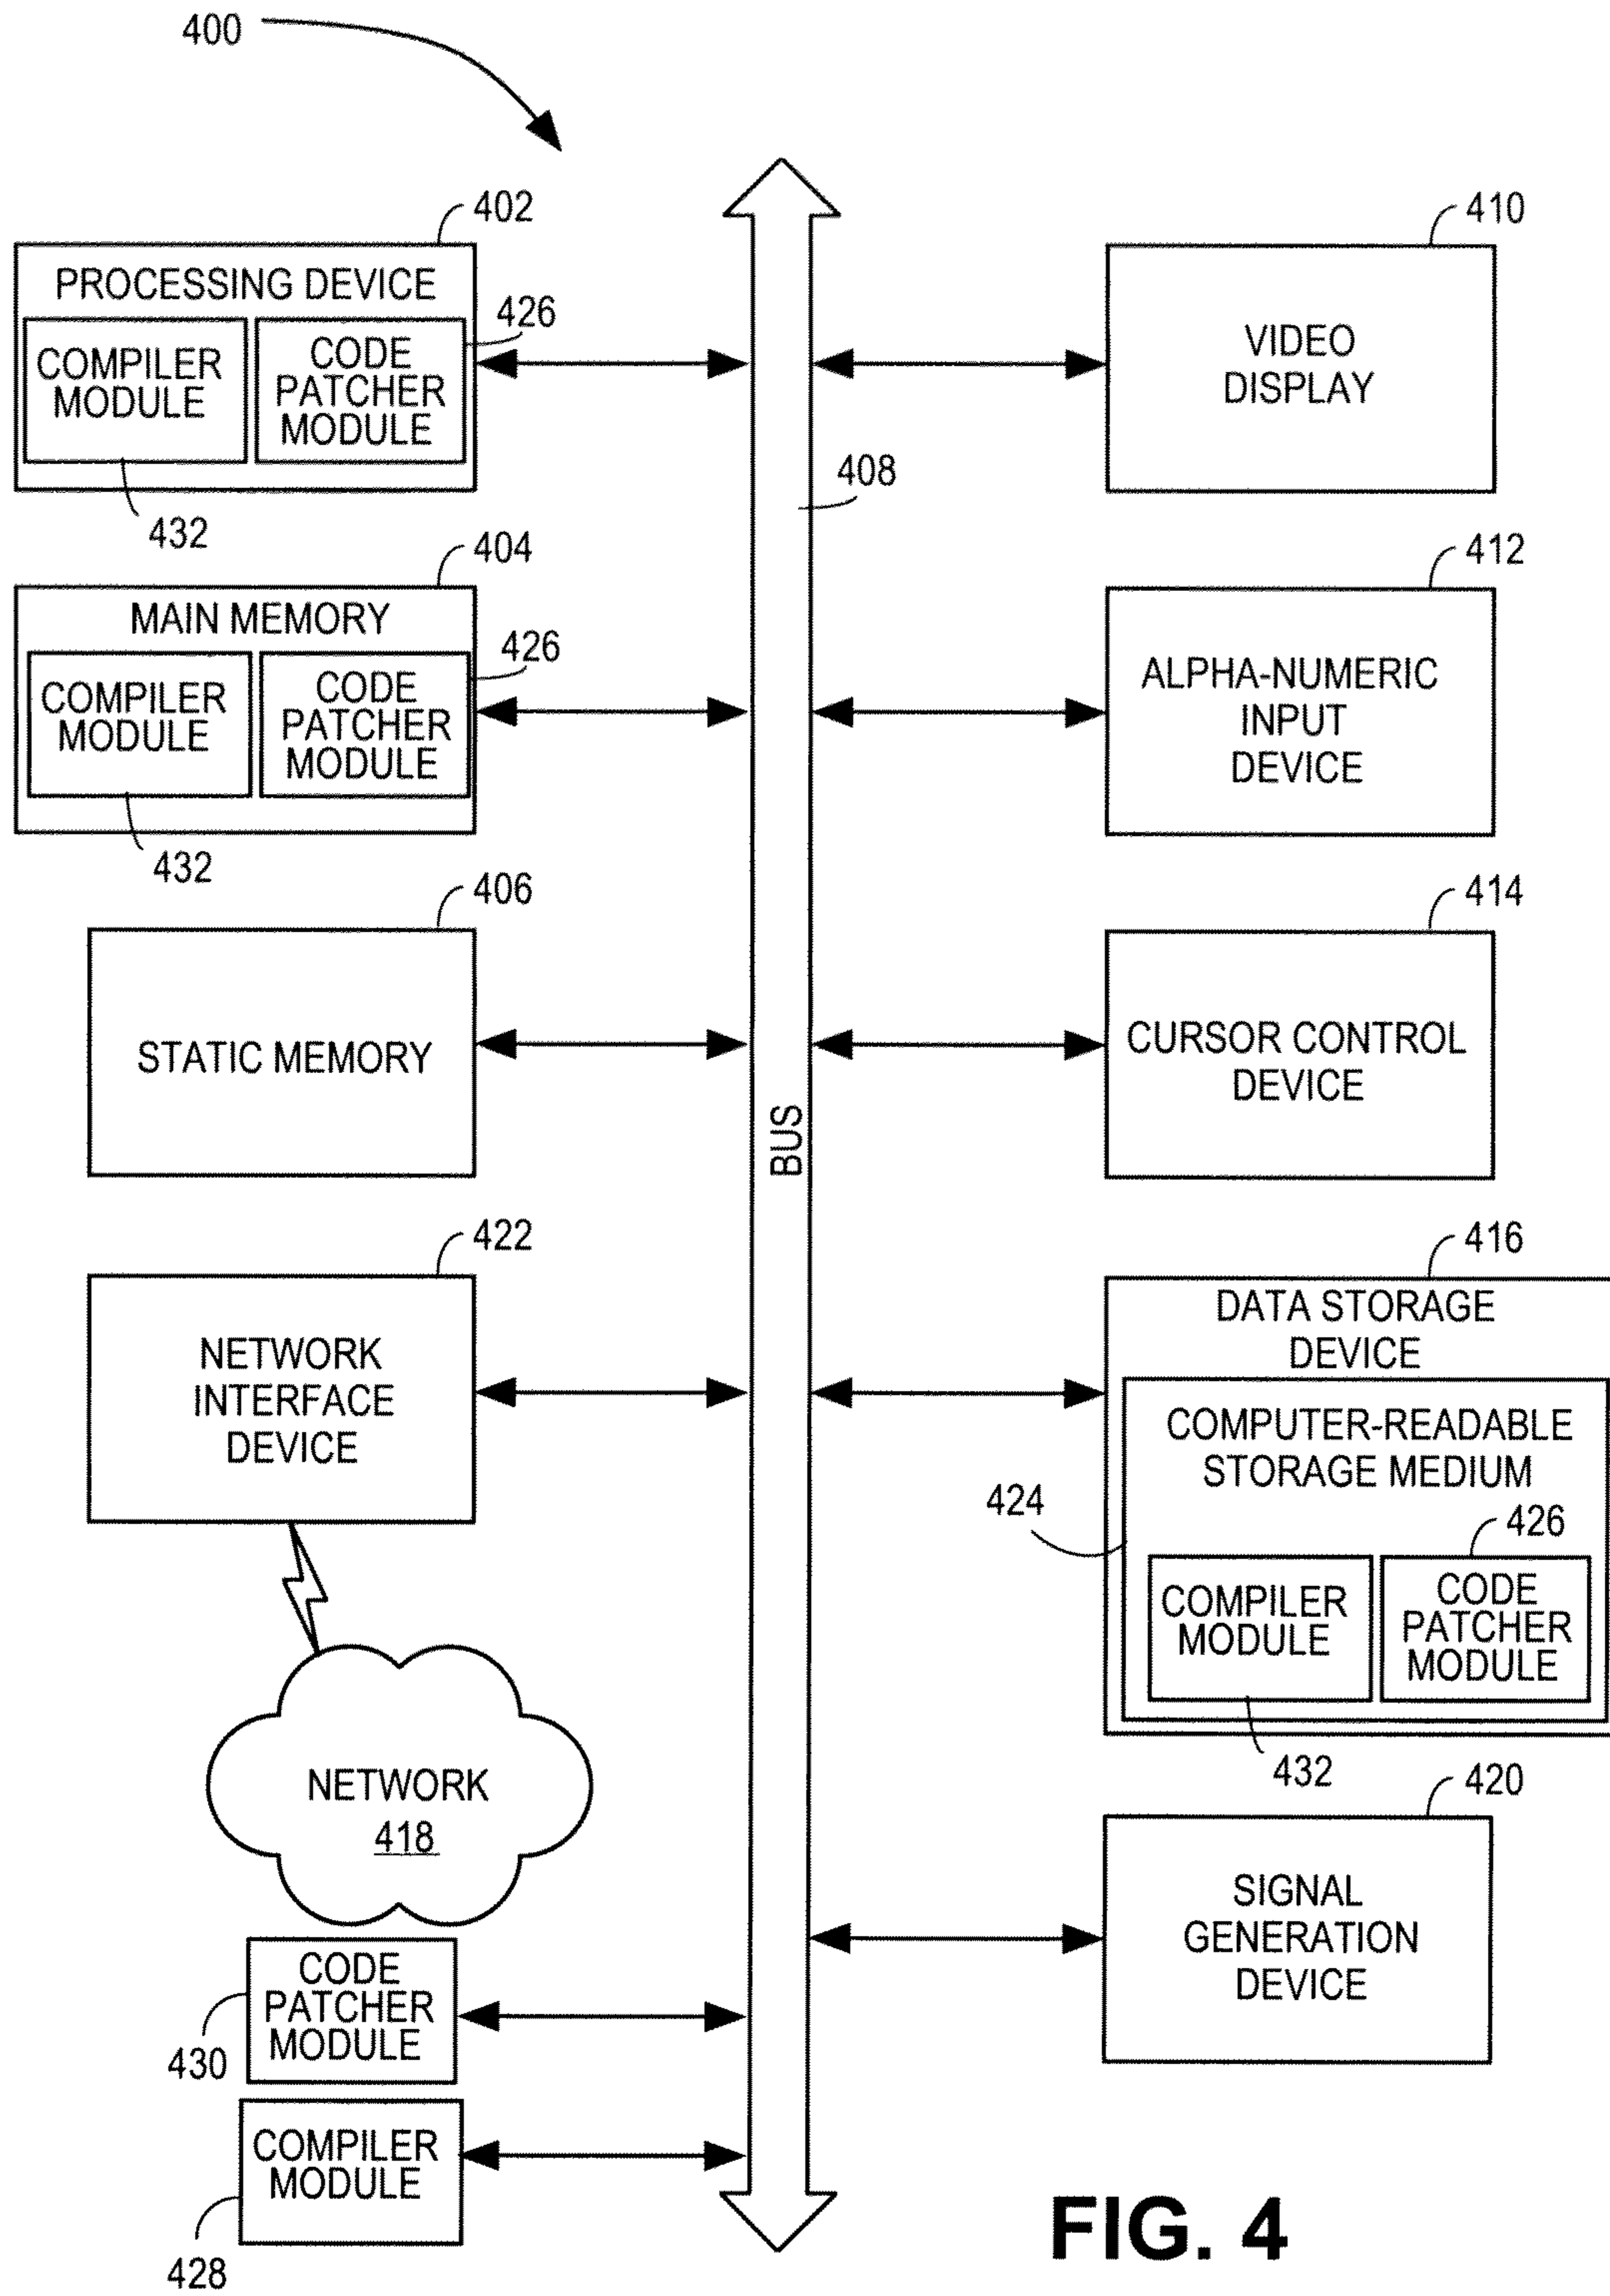 400
402
PROCESSING DEVICE
426
COMPILER
MODULE
CODE
PATCHER
MODULE
432
404
MAIN MEMORY
426
COMPILER
MODULE
CODE
PATCHER
MODULE
432
406
STATIC MEMORY
422
NETWORK
INTERFACE
DEVICE
NETWORK
418
CODE
PATCHER
MODULE
430
COMPILER
MODULE
428
408
BUS
410
VIDEO
DISPLAY
412
ALPHA-NUMERIC
INPUT
DEVICE
414
CURSOR CONTROL
DEVICE
416
DATA STORAGE
DEVICE
COMPUTER-READABLE
STORAGE MEDIUM
424
426
COMPILER
MODULE
CODE
PATCHER
MODULE
432
420
SIGNAL
GENERATION
DEVICE
FIG. 4